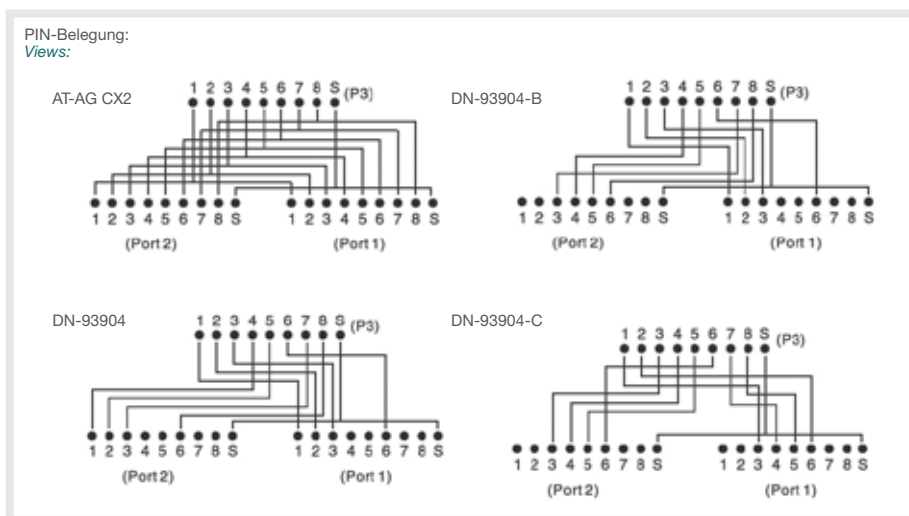 PIN-Belegung:
Views:
AT-AG CX2
1 2 3 4 5 6 7 8 S (P3)
1 2 3 4 5 6 7 8 S
1 2 3 4 5 6 7 8 S
(Port 2)
(Port 1)
DN-93904-B
1 2 3 4 5 6 7 8 S (P3)
1 2 3 4 5 6 7 8 S
1 2 3 4 5 6 7 8 S
(Port 2)
(Port 1)
DN-93904
1 2 3 4 5 6 7 8 S (P3)
1 2 3 4 5 6 7 8 S
1 2 3 4 5 6 7 8 S
(Port 2)
(Port 1)
DN-93904-C
1 2 3 4 5 6 7 8 S (P3)
1 2 3 4 5 6 7 8 S
1 2 3 4 5 6 7 8 S
(Port 2)
(Port 1)